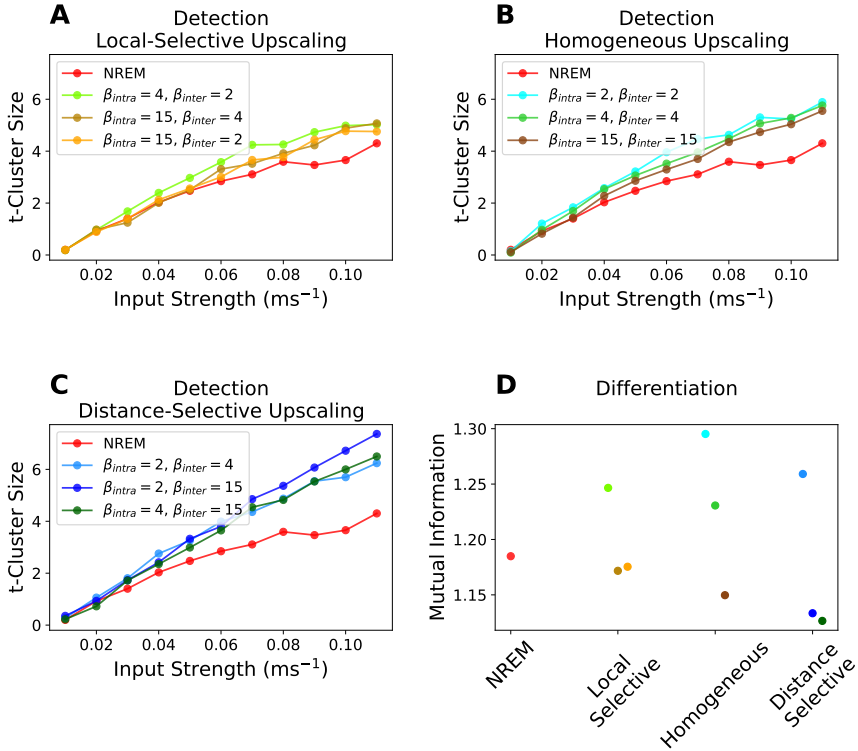 A
Detection
Local-Selective Upscaling
NREM
β_intra = 4, β_inter = 2
β_intra = 15, β_inter = 4
β_intra = 15, β_inter = 2
t-Cluster Size
6
4
2
0
0.02 0.04 0.06 0.08 0.10
Input Strength (ms⁻¹)
B
Detection
Homogeneous Upscaling
NREM
β_intra = 2, β_inter = 2
β_intra = 4, β_inter = 4
β_intra = 15, β_inter = 15
t-Cluster Size
6
4
2
0
0.02 0.04 0.06 0.08 0.10
Input Strength (ms⁻¹)
C
Detection
Distance-Selective Upscaling
NREM
β_intra = 2, β_inter = 4
β_intra = 2, β_inter = 15
β_intra = 4, β_inter = 15
t-Cluster Size
6
4
2
0
0.02 0.04 0.06 0.08 0.10
Input Strength (ms⁻¹)
D
Differentiation
Mutual Information
1.30
1.25
1.20
1.15
NREM
Local
Selective
Homogeneous
Distance
Selective